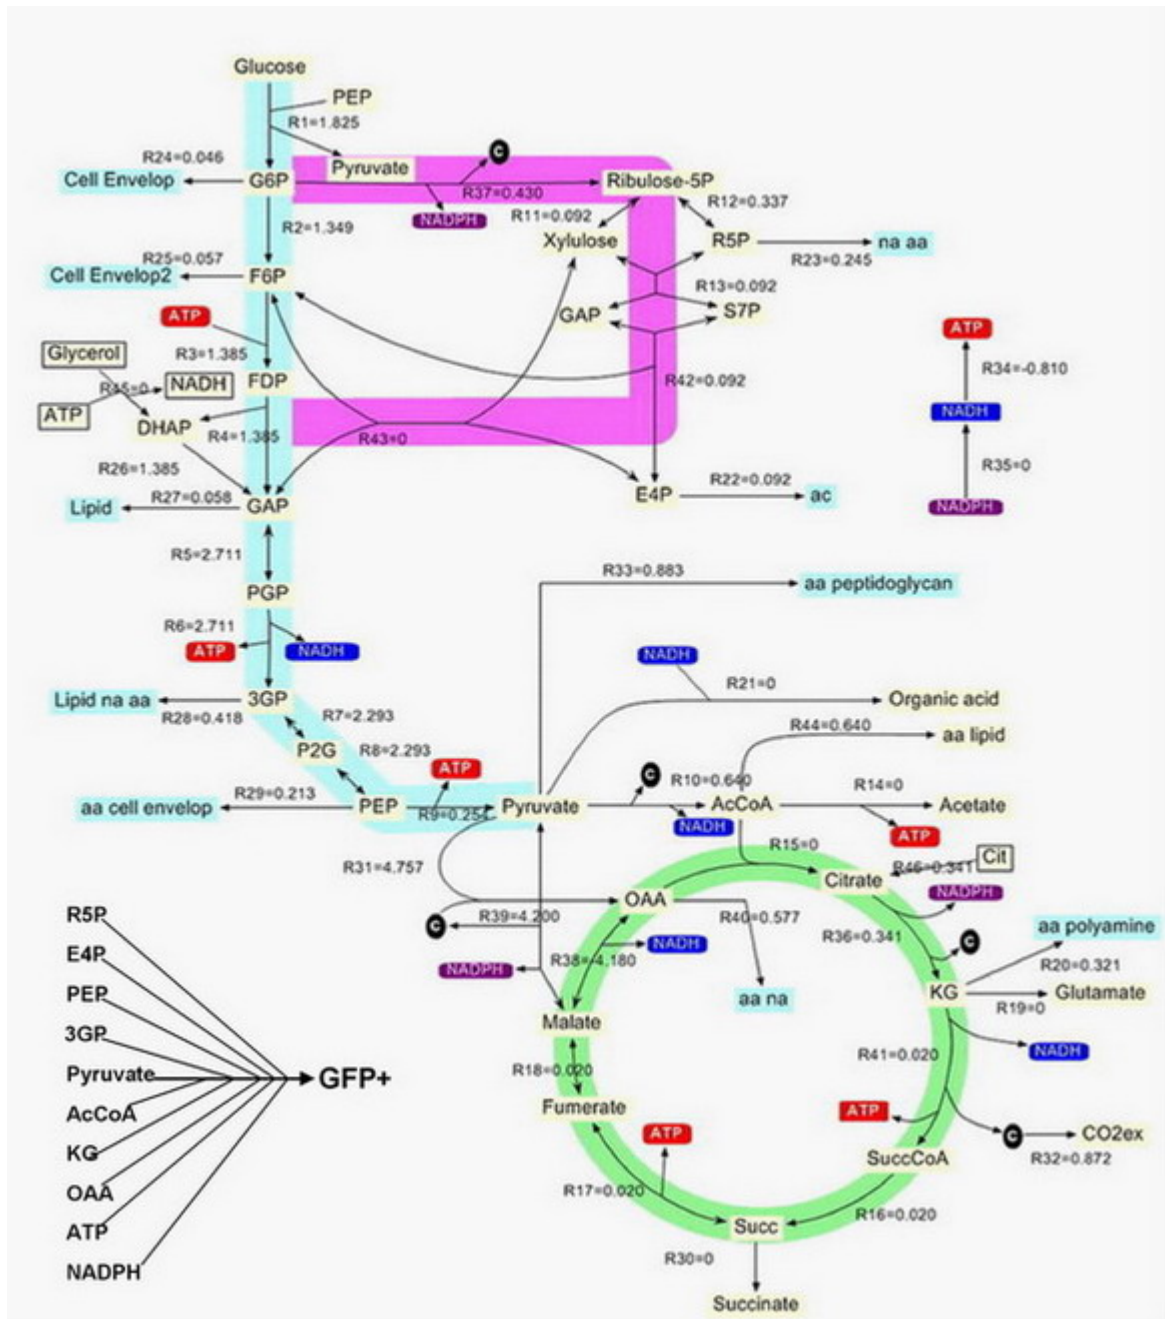 Glucose
PEP
R1=1.825
Pyruvate
C
R24=0.046
Cell Envelop
G6P
R37=0.430
Ribulose-5P
NADPH
R11=0.092
R12=0.337
R2=1.349
Xylulose
R5P
na aa
R23=0.245
R25=0.057
Cell Envelop2
F6P
R13=0.092
GAP
S7P
ATP
R3=1.385
Glycerol
R45=0
NADH
FDP
R42=0.092
ATP
R34=-0.810
NADH
R35=0
NADPH
ATP
DHAP
R4=1.385
R43=0
R26=1.385
R27=0.058
Lipid
GAP
E4P
R22=0.092
ac
R5=2.711
PGP
R33=0.883
aa peptidoglycan
R6=2.711
ATP
NADH
NADH
R21=0
Organic acid
Lipid na aa
3GP
R28=0.418
R7=2.293
P2G
R8=2.293
R44=0.640
aa lipid
ATP
C
R10=0.640
R14=0
R29=0.213
aa cell envelop
PEP
R9=0.254
Pyruvate
AcCoA
Acetate
NADH
ATP
R15=0
Cit
R46=0.341
R31=4.757
Citrate
NADPH
OAA
C
R39=4.200
R40=0.577
R36=0.341
C
aa polyamine
R20=0.321
NADH
R38=-4.180
NADPH
aa na
KG
Glutamate
R19=0
Malate
R41=0.020
NADH
R18=0.020
Fumerate
ATP
ATP
C
CO2ex
R32=0.872
SuccCoA
R17=0.020
R16=0.020
Succ
R30=0
Succinate
R5P
E4P
PEP
3GP
Pyruvate
GFP+
AcCoA
KG
OAA
ATP
NADPH